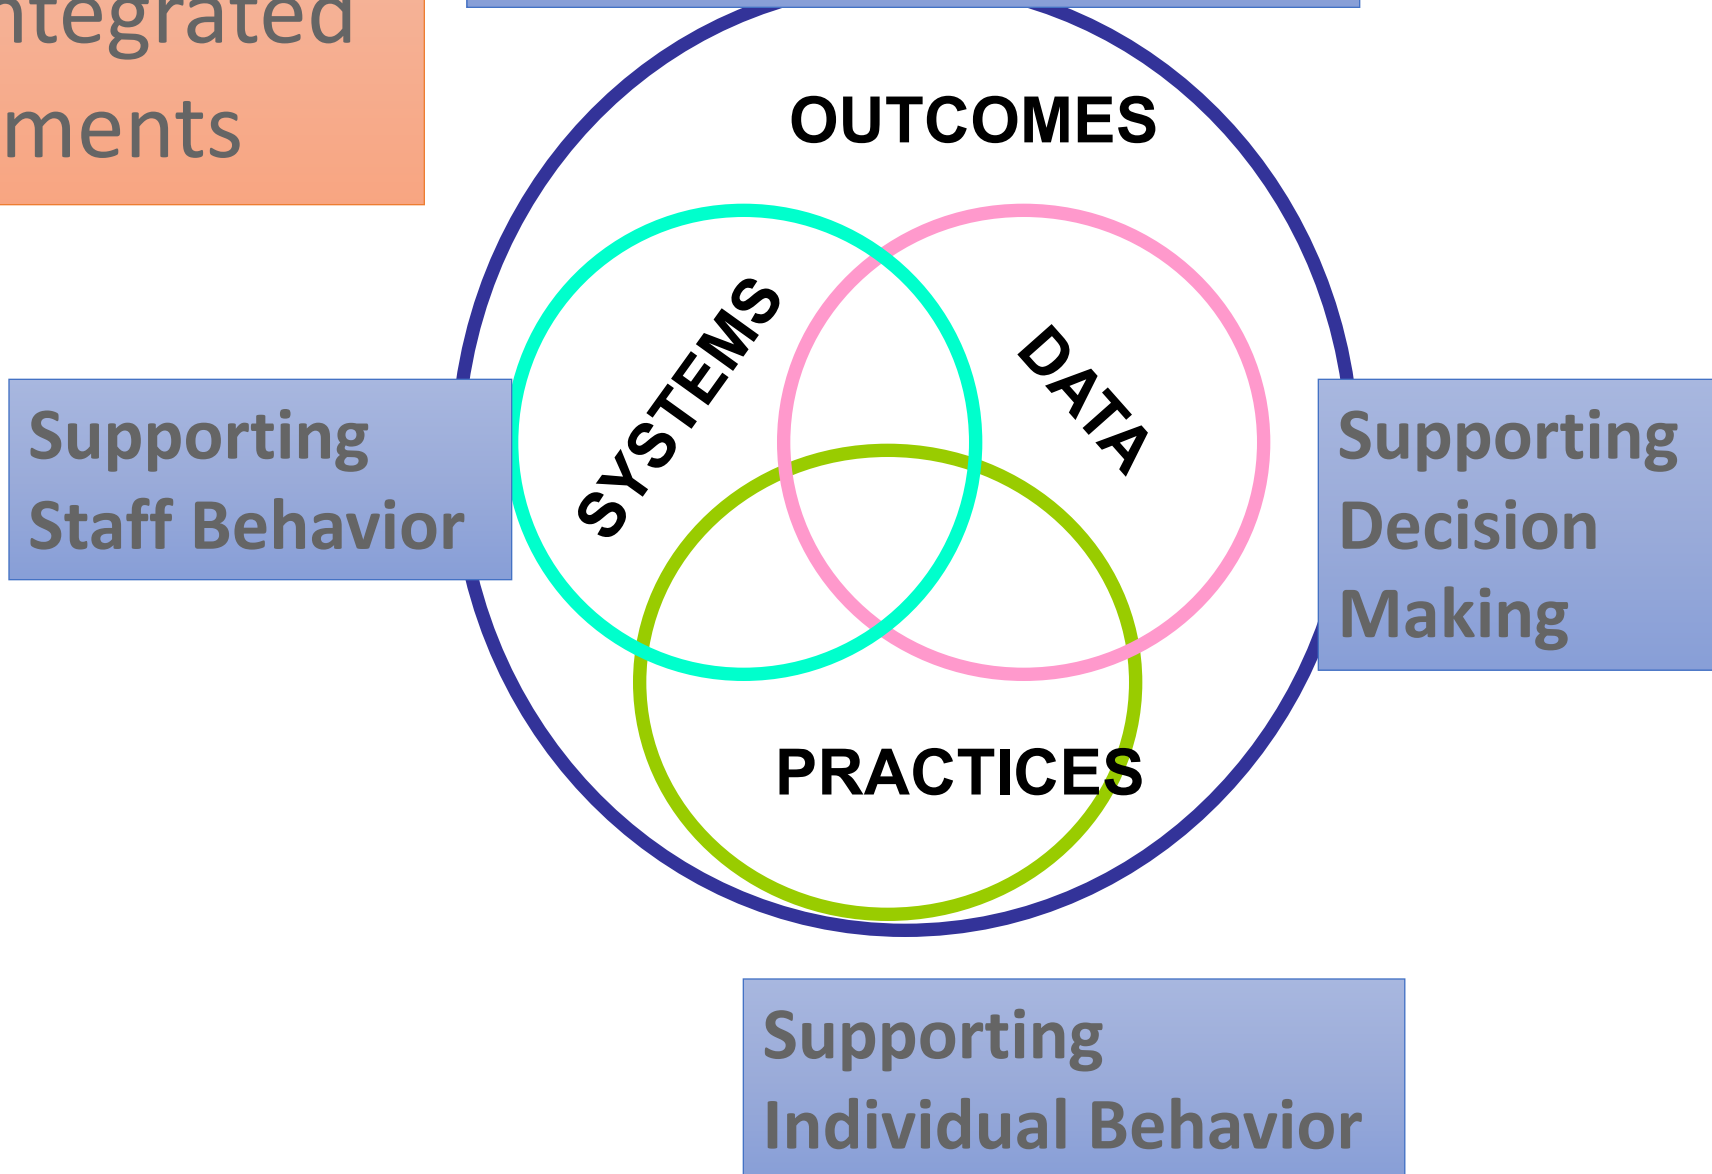 ntegrated
ments
OUTCOMES
SYSTEMS
DATA
Supporting
Staff Behavior
Supporting
Decision
Making
PRACTICES
Supporting
Individual Behavior